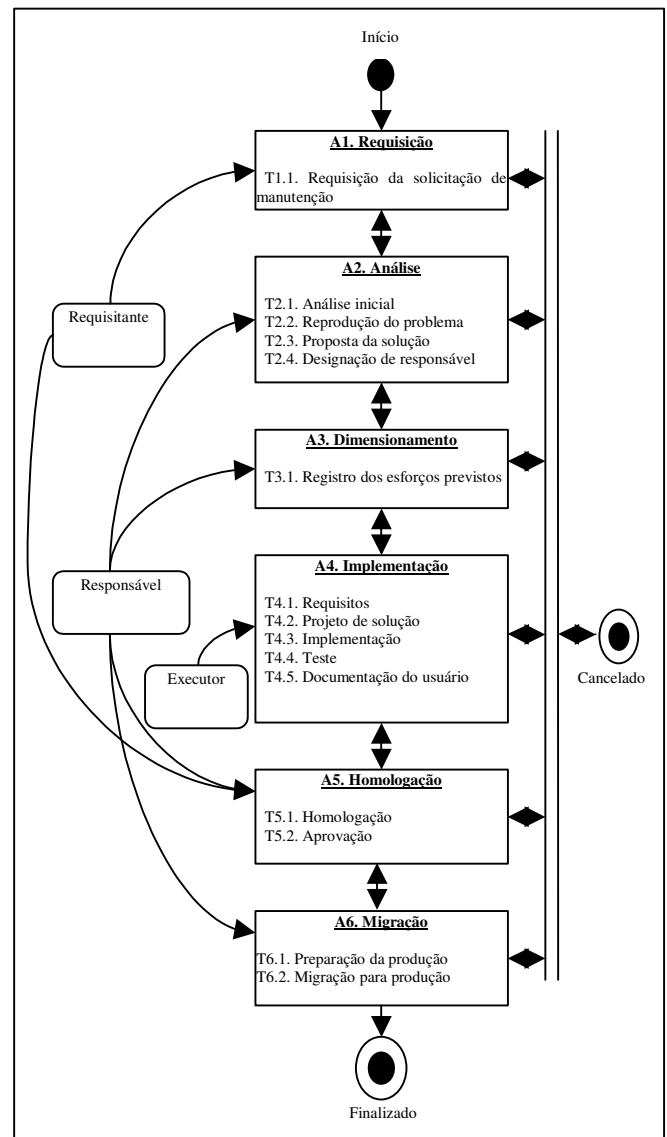 Início
A1. Requisição
T1.1. Requisição da solicitação de
manutenção
A2. Análise
T2.1. Análise inicial
T2.2. Reprodução do problema
T2.3. Proposta da solução
T2.4. Designação de responsável
Requisitante
A3. Dimensionamento
T3.1. Registro dos esforços previstos
Responsável
A4. Implementação
T4.1. Requisitos
T4.2. Projeto de solução
T4.3. Implementação
T4.4. Teste
T4.5. Documentação do usuário
Executor
Cancelado
A5. Homologação
T5.1. Homologação
T5.2. Aprovação
A6. Migração
T6.1. Preparação da produção
T6.2. Migração para produção
Finalizado